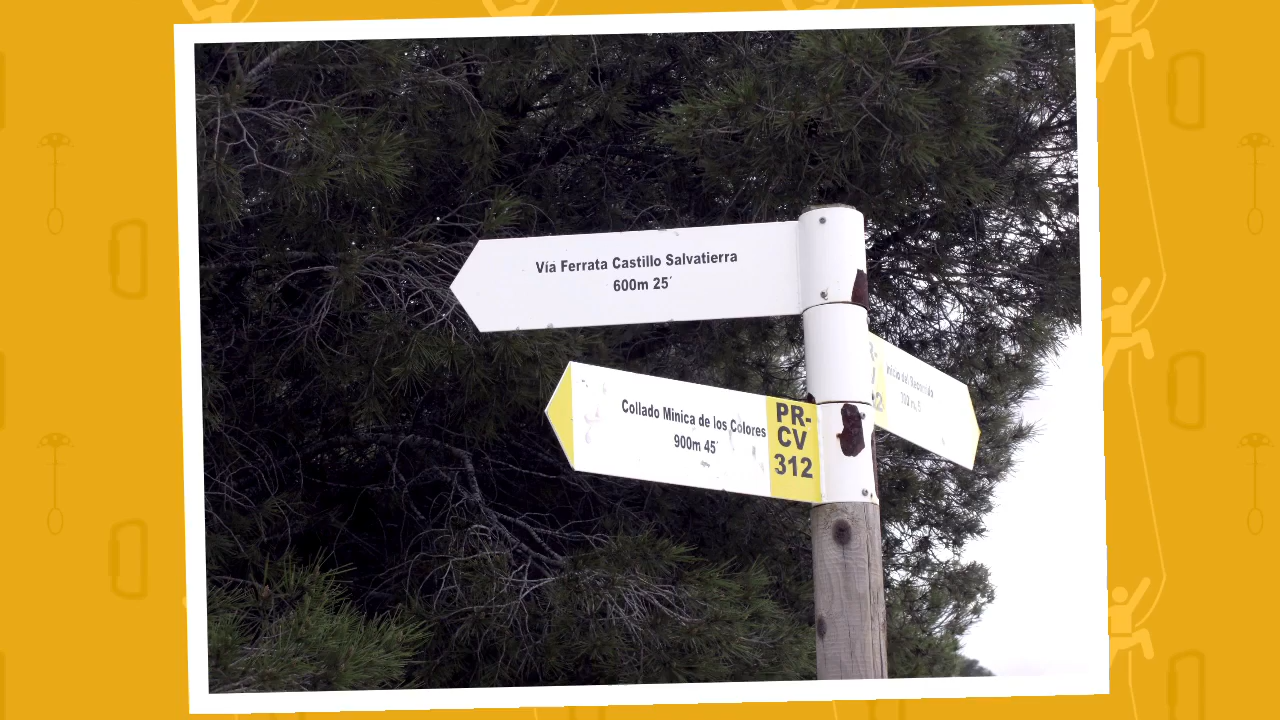 Vía Ferrata Castillo Salvatierra
600m 25´
Collado Minica de los Colores
900m 45´
PR-
CV
312